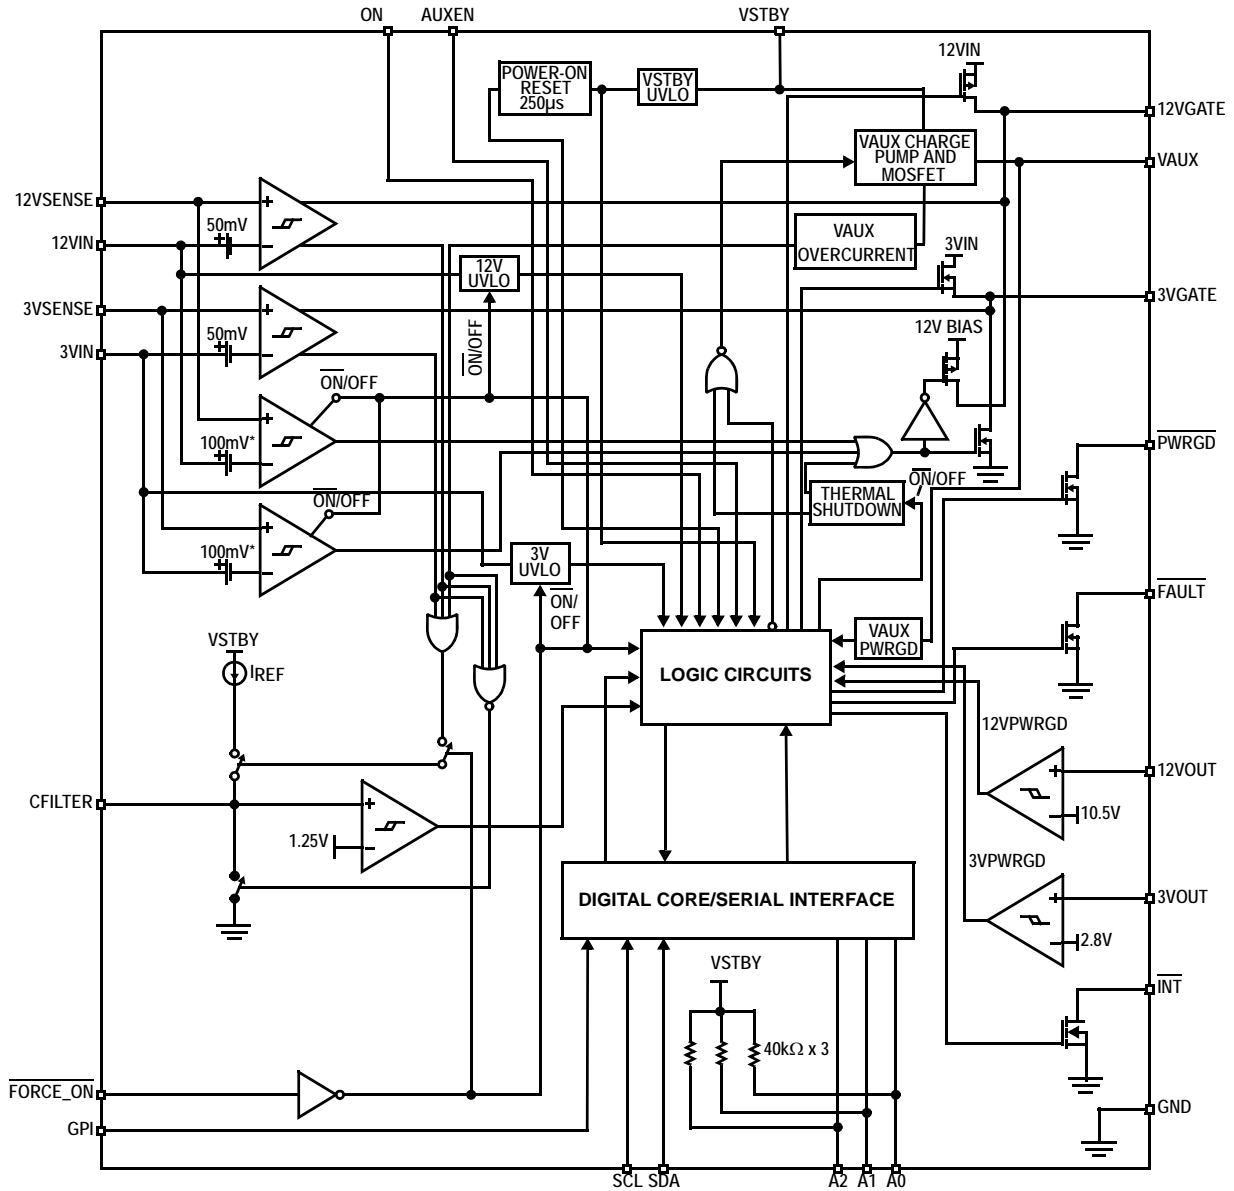 ON AUXEN VSTBY
12VIN
POWER-ON
RESET
250µs
VSTBY
UVLO
12VGATE
VAUX CHARGE
PUMP AND
MOSFET
VAUX
12VSENSE
50mV
12VIN
VAUX
OVERCURRENT
3VIN
12V
UVLO
3VGATE
3VSENSE
50mV
3VIN
ON/OFF
12V BIAS
ON/OFF
100mV*
PWRGD
ON/OFF
THERMAL
SHUTDOWN
ON/OFF
100mV*
3V
UVLO
ON/
OFF
FAULT
VSTBY
IREF
VAUX
PWRGD
LOGIC CIRCUITS
12VPWRGD
12VOUT
10.5V
CFILTER
1.25V
3VPWRGD
DIGITAL CORE/SERIAL INTERFACE
3VOUT
2.8V
VSTBY
INT
40kΩ x 3
FORCE_ON
GND
GPI
SCL SDA A2 A1 A0